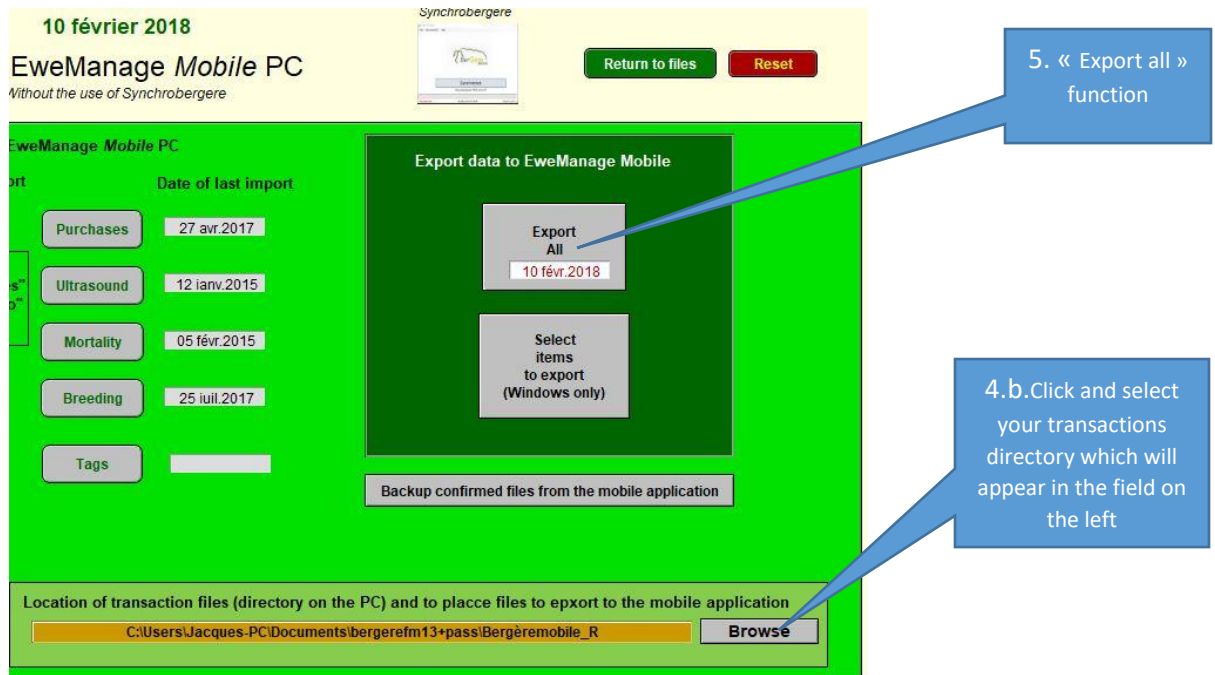 10 février 2018
Synchrobergere
EweManage Mobile PC
Without the use of Synchrobergere
Return to files
Reset
5. « Export all »
function
EweManage Mobile PC
ort
Date of last import
Export data to EweManage Mobile
Purchases
27 avr.2017
Export
All
10 févr.2018
Ultrasound
12 janv.2015
Mortality
05 févr.2015
Select
items
to export
(Windows only)
Breeding
25 juil.2017
Tags
Backup confirmed files from the mobile application
4.b.Click and select
your transactions
directory which will
appear in the field on
the left
Location of transaction files (directory on the PC) and to placce files to epxort to the mobile application
C:\Users\Jacques-PC\Documents\bergerefm13+pass\Bergèremobile_R
Browse